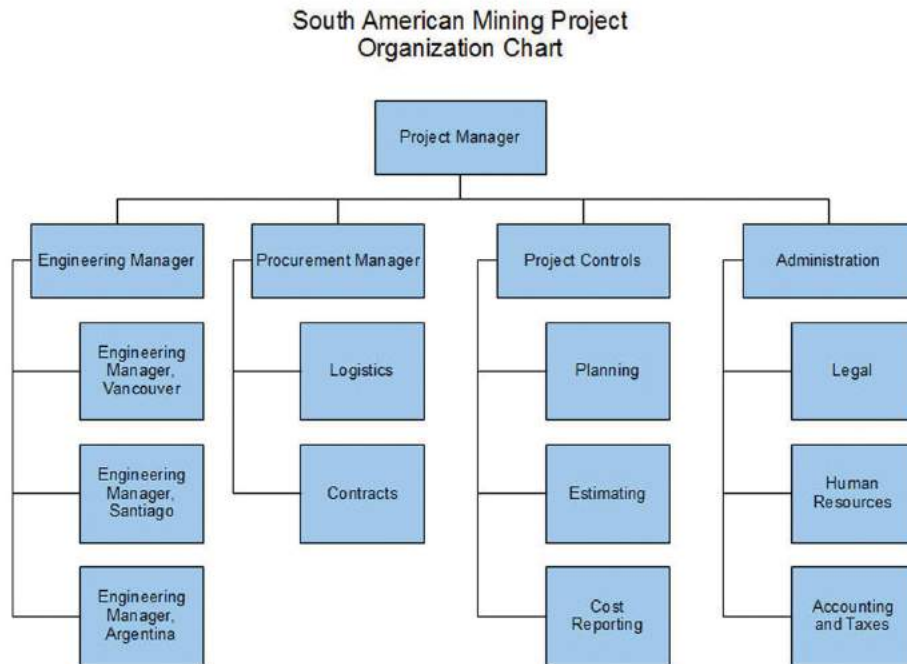 South American Mining Project
Organization Chart
Project Manager
Engineering Manager
Procurement Manager
Project Controls
Administration
Engineering
Manager,
Vancouver
Logistics
Planning
Legal
Engineering
Manager,
Santiago
Contracts
Estimating
Human
Resources
Engineering
Manager,
Argentina
Cost
Reporting
Accounting
and Taxes